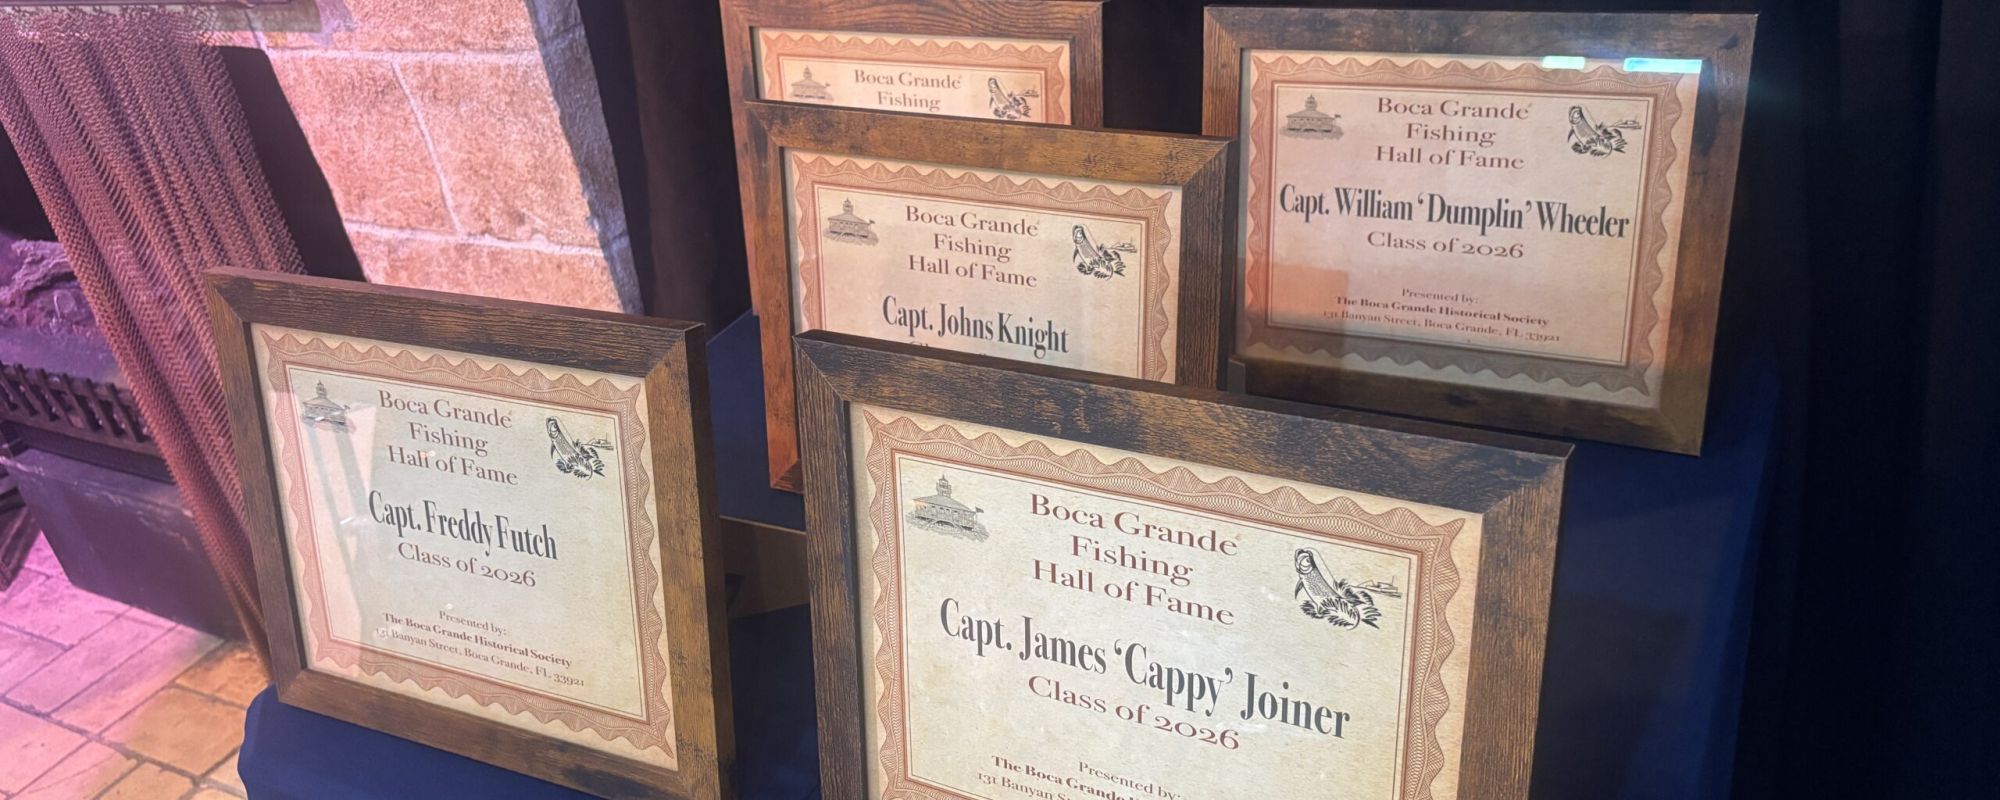 Boca Grande
Fishing
Boca Grande
Fishing
Hall of Fame
Capt. William 'Dumplin' Wheeler
Class of 2026
Presented by:
The Boca Grande Historical Society
131 Banyan Street, Boca Grande, FL 33921
Boca Grande
Fishing
Hall of Fame
Capt. Johns Knight
Boca Grande
Fishing
Hall of Fame
Capt. Freddy Futch
Class of 2026
Presented by:
The Boca Grande Historical Society
131 Banyan Street, Boca Grande, FL 33921
Boca Grande
Fishing
Hall of Fame
Capt. James 'Cappy' Joiner
Class of 2026
Presented by:
The Boca Grande
131 Banyan